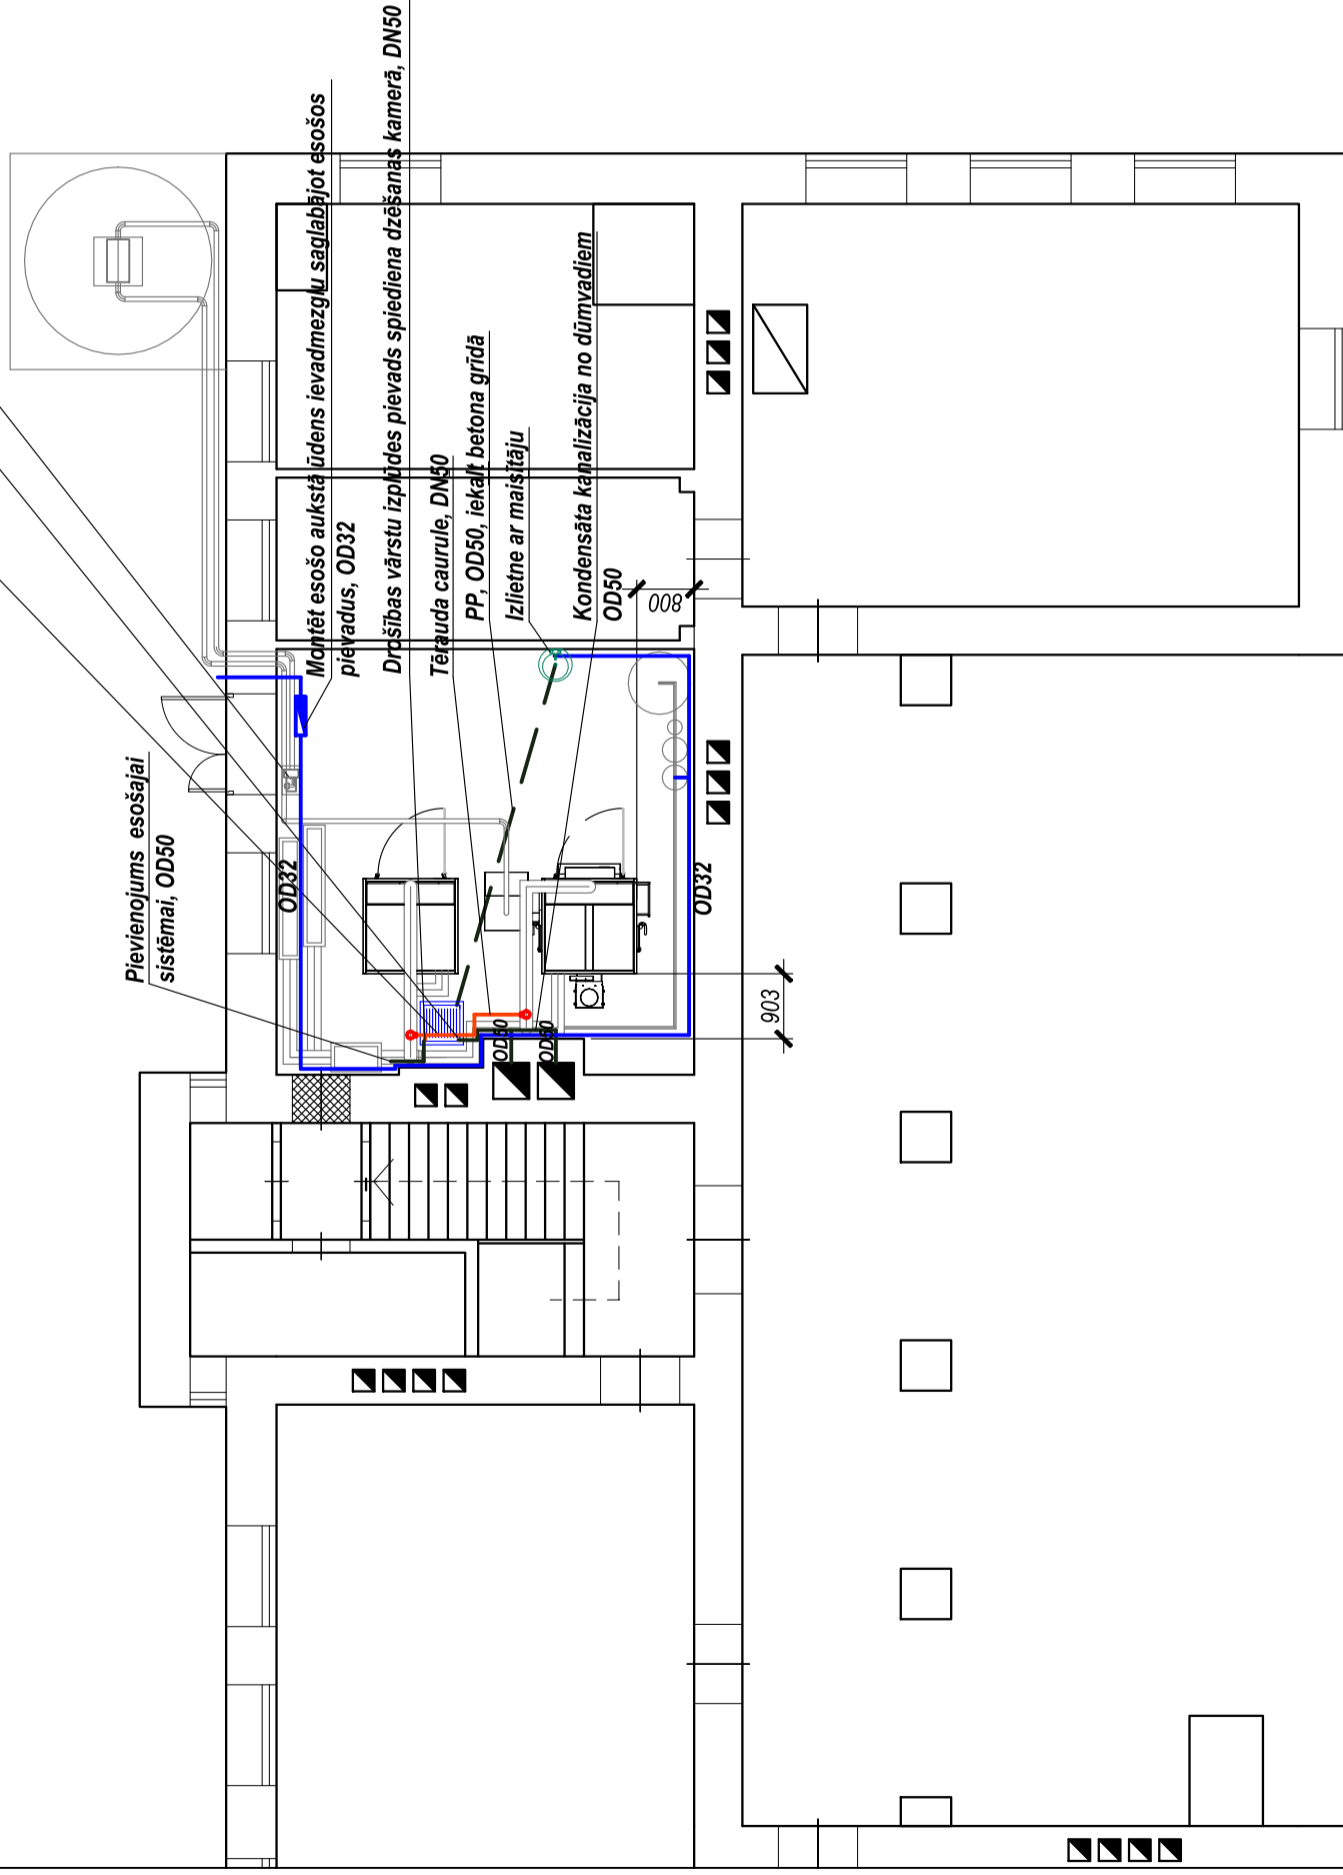 Pievienojums esošajai
sistēmai, OD50
OD32
Montēt esošo aukstā ūdens ievadmezglu saglabājot esošos
pievadus, OD32
Drošības vārstu izplūdes pievads spiediena dzēšanas kamerā, DN50
Tērauda caurule, DN50
PP, OD50, iekalt betona grīdā
Izlietne ar maisītāju
Kondensāta kanalizācija no dūmvadiem
OD50
800
OD32
903
OD50
OD50